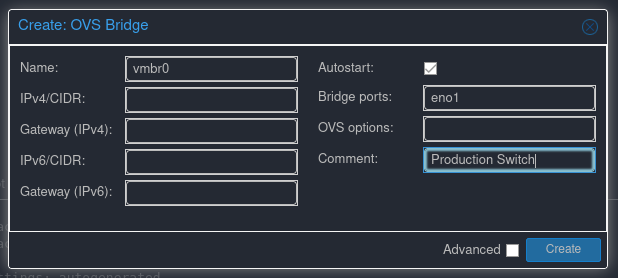 Create: OVS Bridge
Name: vmbr0
IPv4/CIDR:
Gateway (IPv4):
IPv6/CIDR:
Gateway (IPv6):
Autostart:
Bridge ports: eno1
OVS options:
Comment: Production Switch
Advanced
Create
autogenerated